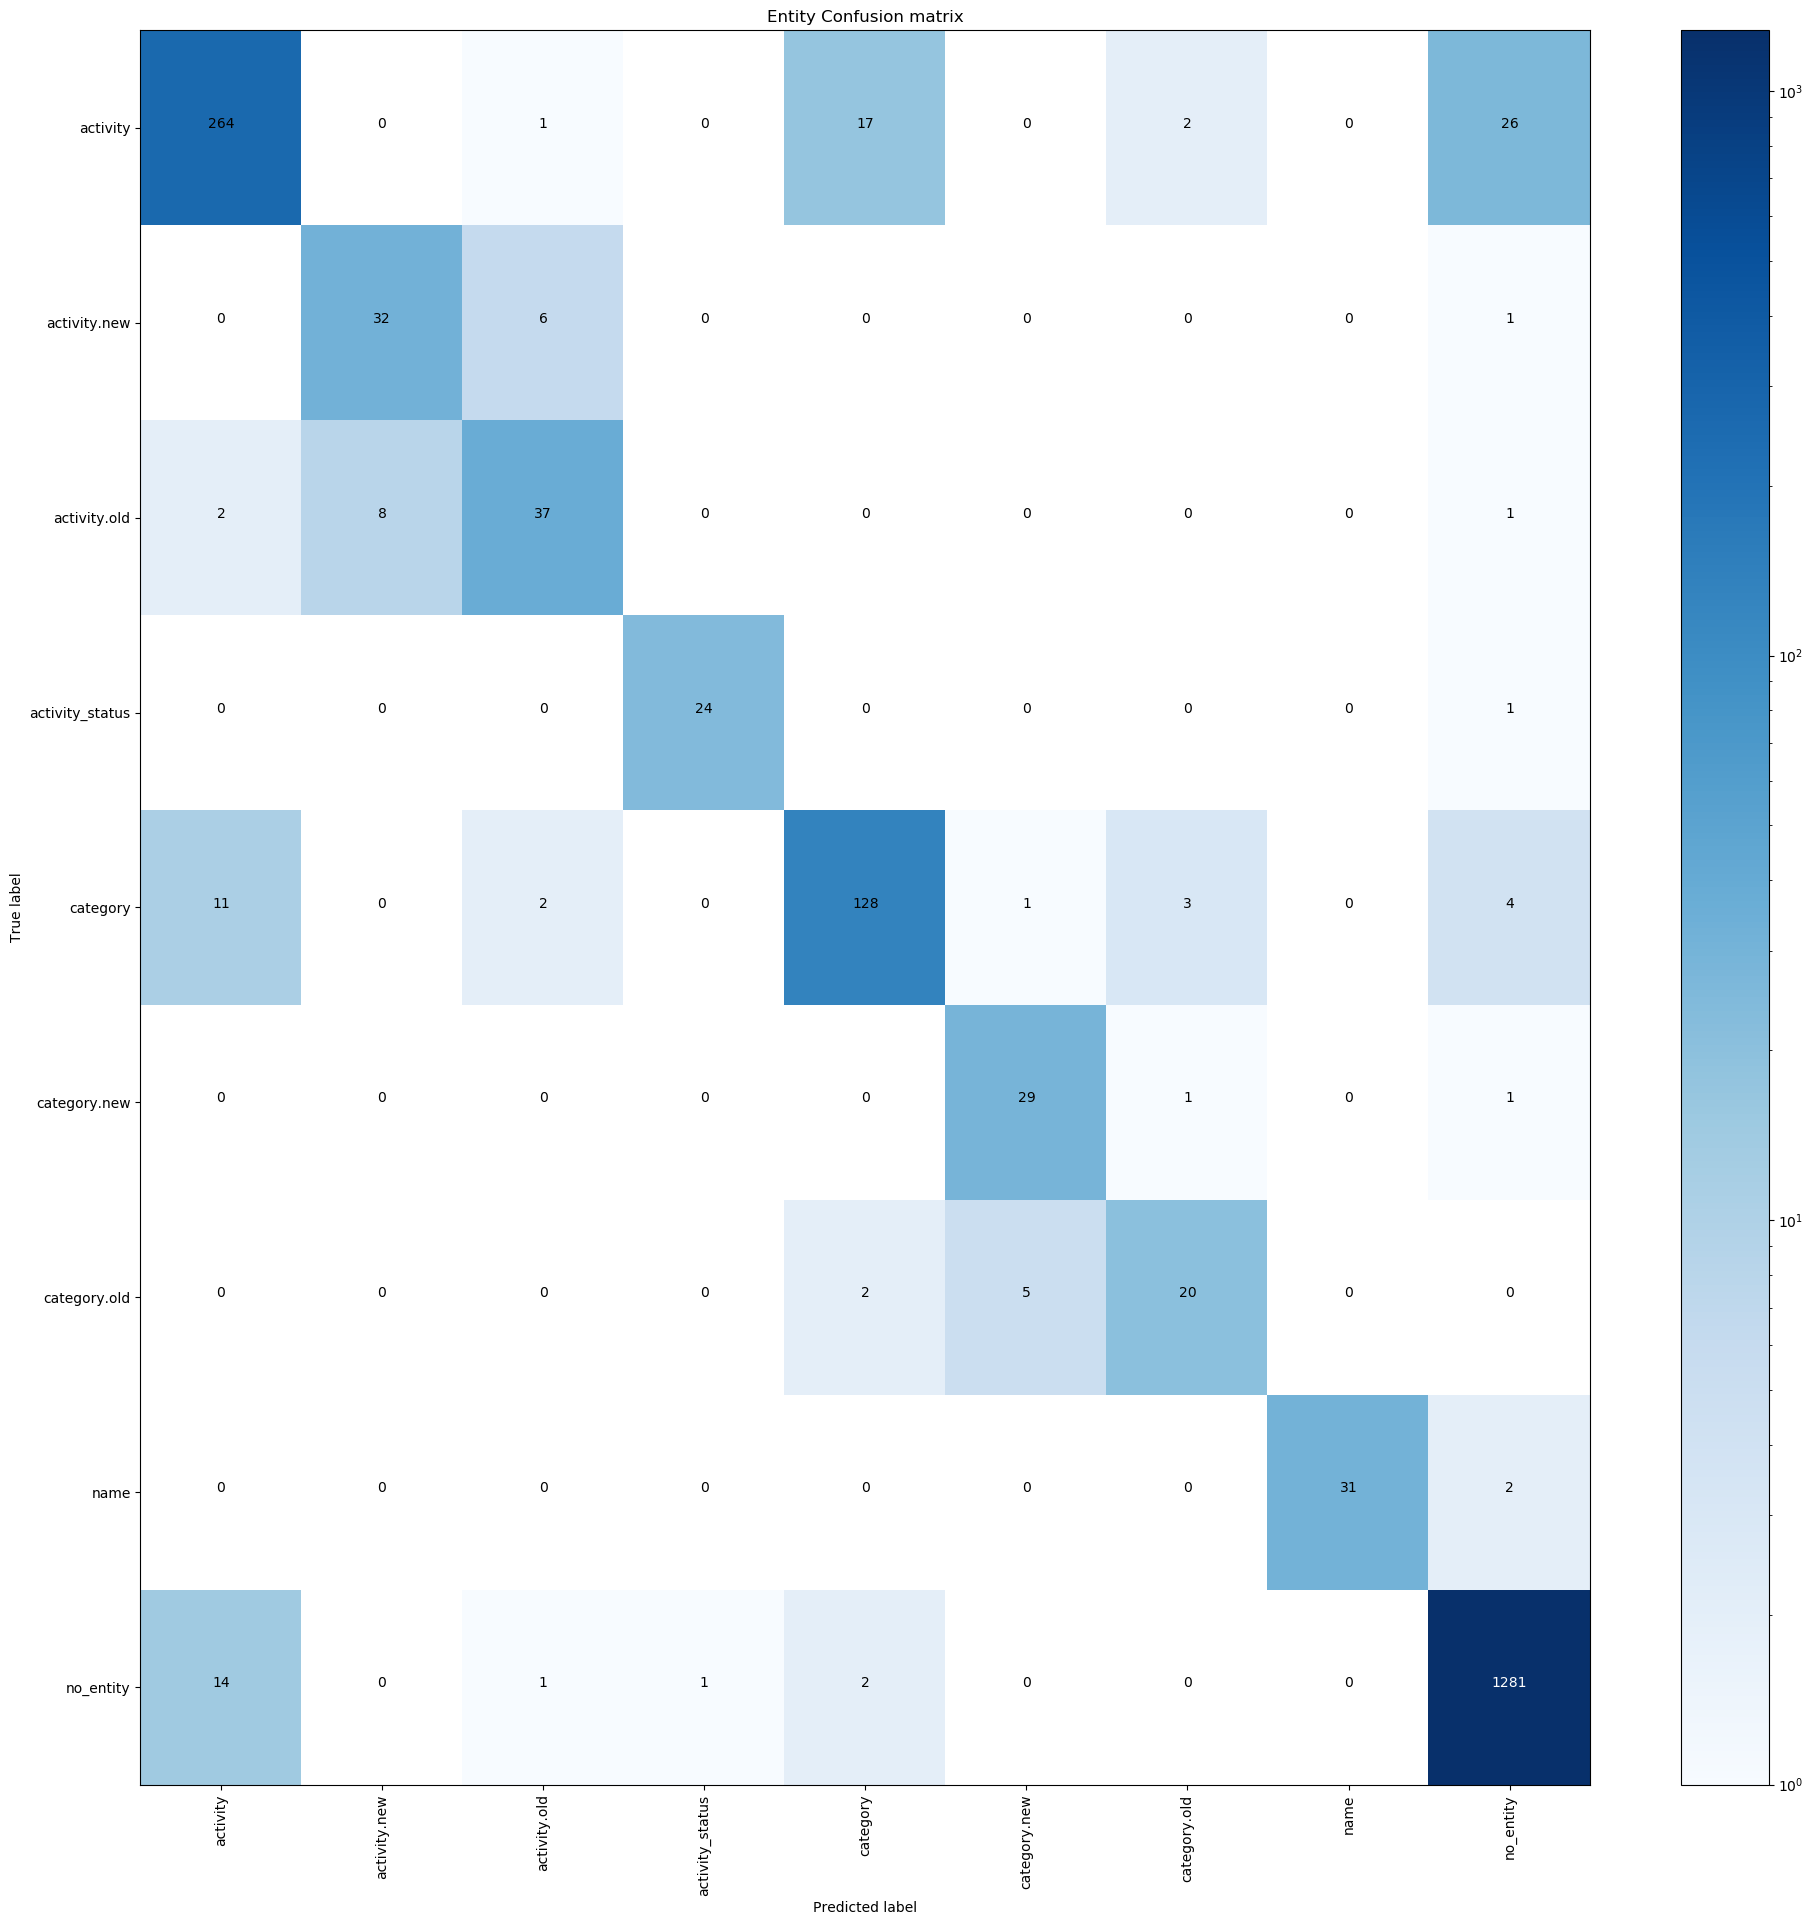 Entity Confusion matrix
activity 264 0 1 0 17 0 2 0 26
activity.new 0 32 6 0 0 0 0 0 1
activity.old 2 8 37 0 0 0 0 0 1
activity_status 0 0 0 24 0 0 0 0 1
category 11 0 2 0 128 1 3 0 4
category.new 0 0 0 0 0 29 1 0 1
category.old 0 0 0 0 2 5 20 0 0
name 0 0 0 0 0 0 0 31 2
no_entity 14 0 1 1 2 0 0 0 1281
activity activity.new activity.old activity_status category category.new category.old name no_entity
True label
Predicted label
10³
10²
10¹
10⁰